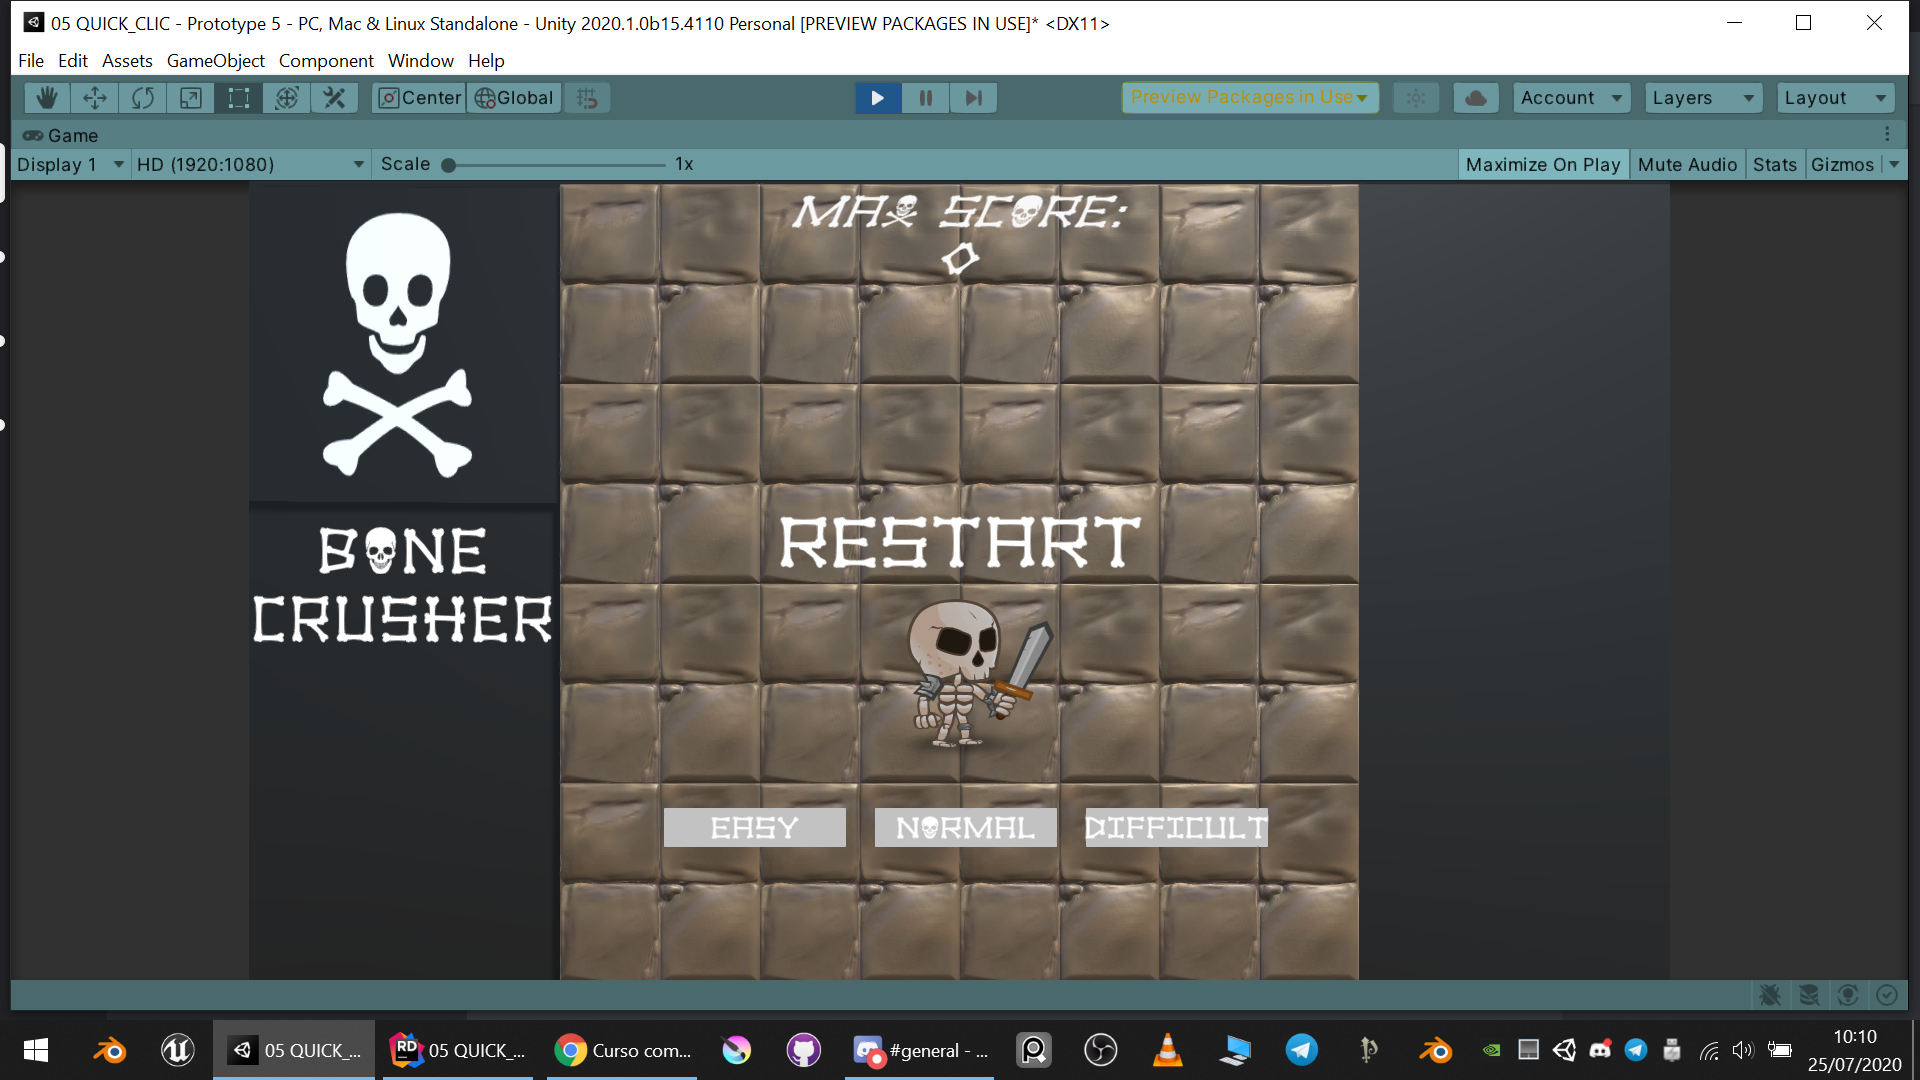 05 QUICK_CLIC - Prototype 5 - PC, Mac & Linux Standalone - Unity 2020.1.0b15.4110 Personal [PREVIEW PACKAGES IN USE]* <DX11>
File Edit Assets GameObject Component Window Help
Center Global Preview Packages in Use Account Layers Layout
Game
Display 1 HD (1920:1080) Scale 1x Maximize On Play Mute Audio Stats Gizmos
MAX SCORE:
0
BONE
CRUSHER
RESTART
EASY NORMAL DIFFICULT
05 QUICK_... RD 05 QUICK_... Curso com... #general - ... 10:10
25/07/2020